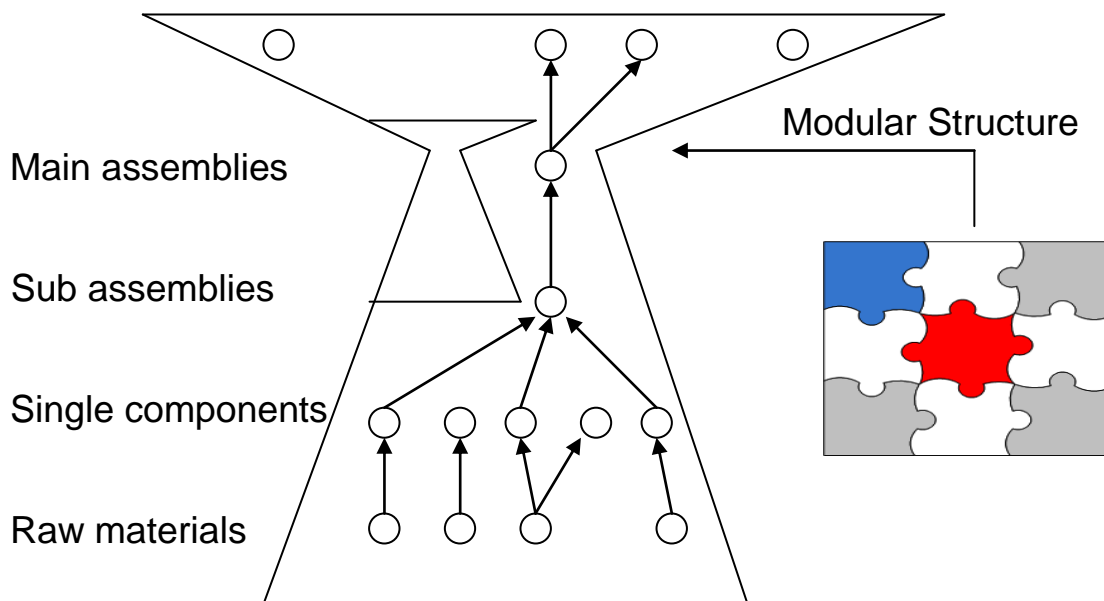 Modular Structure
Main assemblies
Sub assemblies
Single components
Raw materials